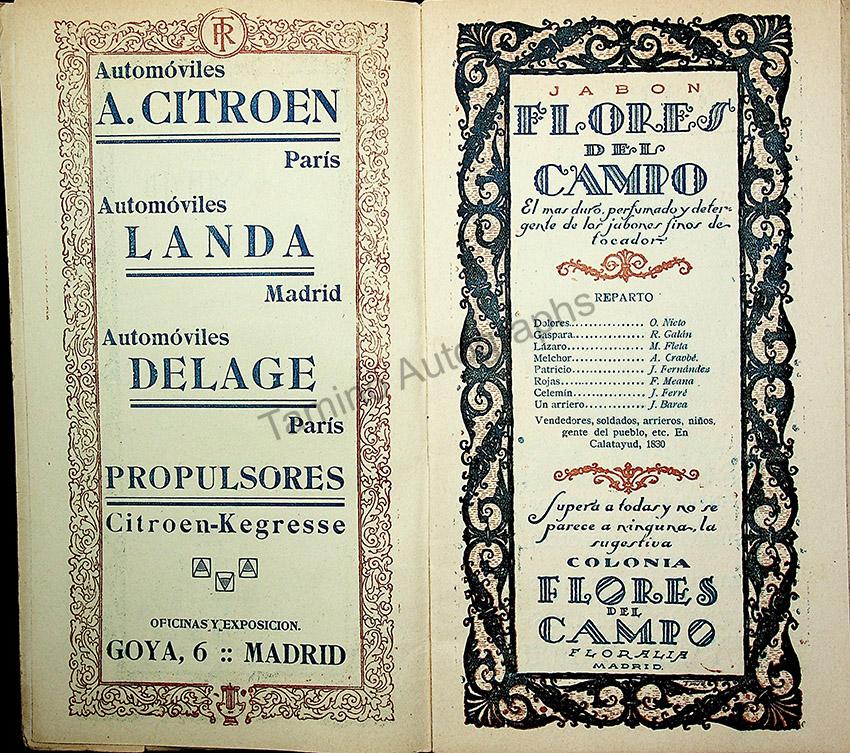 TR
Automóviles
A. CITROEN
París
Automóviles
LANDA
Madrid
Automóviles
DELAGE
París
PROPULSORES
Citroen-Kegresse
OFICINAS Y EXPOSICION.
GOYA, 6 :: MADRID
JABON
FLORES
DEL
CAMPO
El mas duro, perfumado y deter-
gente de los jabones finos de
tocador
REPARTO
Dolores.............. O. Nieto
Gaspara.............. R. Galán
Lázaro............... M. Fleta
Melchor.............. A. Crabbé.
Patricio............. J. Fernández
Rojas................ F. Meana
Celemín.............. J. Ferré
Un arriero........... J. Barea
Vendedores, soldados, arrieros, niños,
gente del pueblo, etc. En
Calatayud, 1830
Supera a todas y no se
parece a ninguna, la
sugestiva
COLONIA
FLORES
DEL
CAMPO
FLORALIA
MADRID.
Tamino Autographs